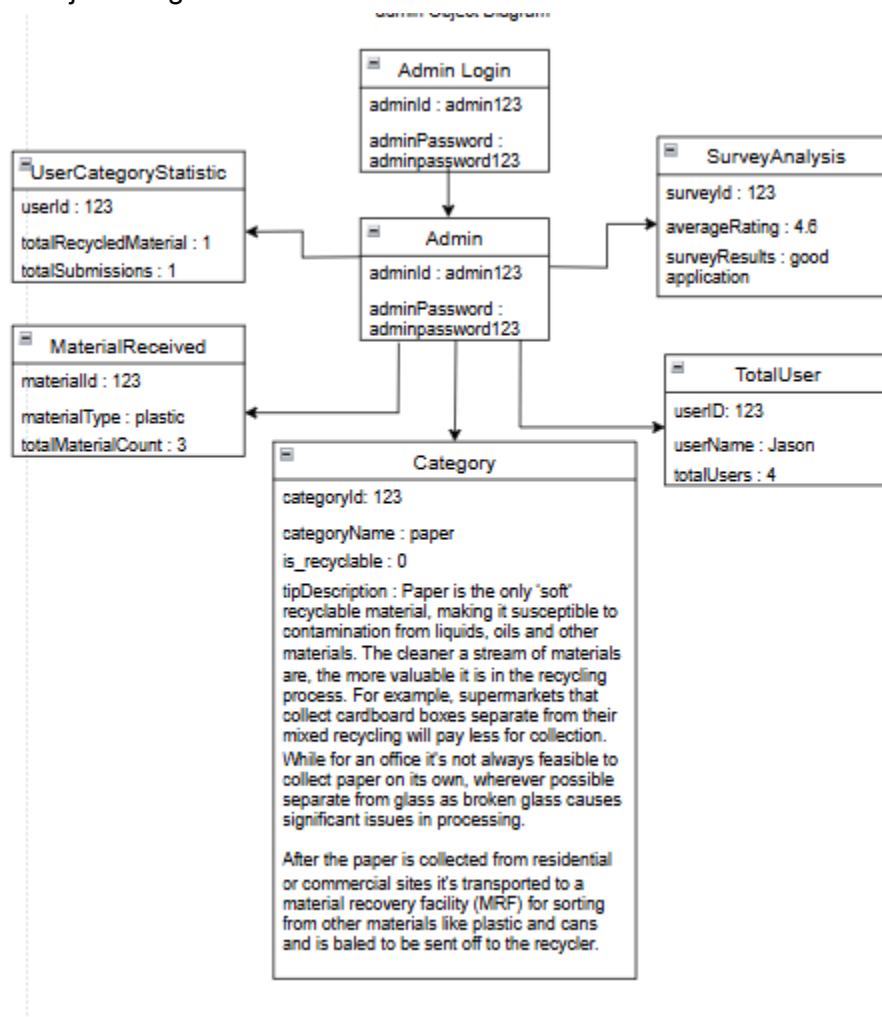 admin Object Diagram
Admin Login
adminId : admin123
adminPassword :
adminpassword123
UserCategoryStatistic
userId : 123
totalRecycledMaterial : 1
totalSubmissions : 1
SurveyAnalysis
surveyId : 123
averageRating : 4.6
surveyResults : good
application
Admin
adminId : admin123
adminPassword :
adminpassword123
MaterialReceived
materialId : 123
materialType : plastic
totalMaterialCount : 3
TotalUser
userID: 123
userName : Jason
totalUsers : 4
Category
categoryId: 123
categoryName : paper
is_recyclable : 0
tipDescription : Paper is the only 'soft'
recyclable material, making it susceptible to
contamination from liquids, oils and other
materials. The cleaner a stream of materials
are, the more valuable it is in the recycling
process. For example, supermarkets that
collect cardboard boxes separate from their
mixed recycling will pay less for collection.
While for an office it's not always feasible to
collect paper on its own, wherever possible
separate from glass as broken glass causes
significant issues in processing.
After the paper is collected from residential
or commercial sites it's transported to a
material recovery facility (MRF) for sorting
from other materials like plastic and cans
and is baled to be sent off to the recycler.